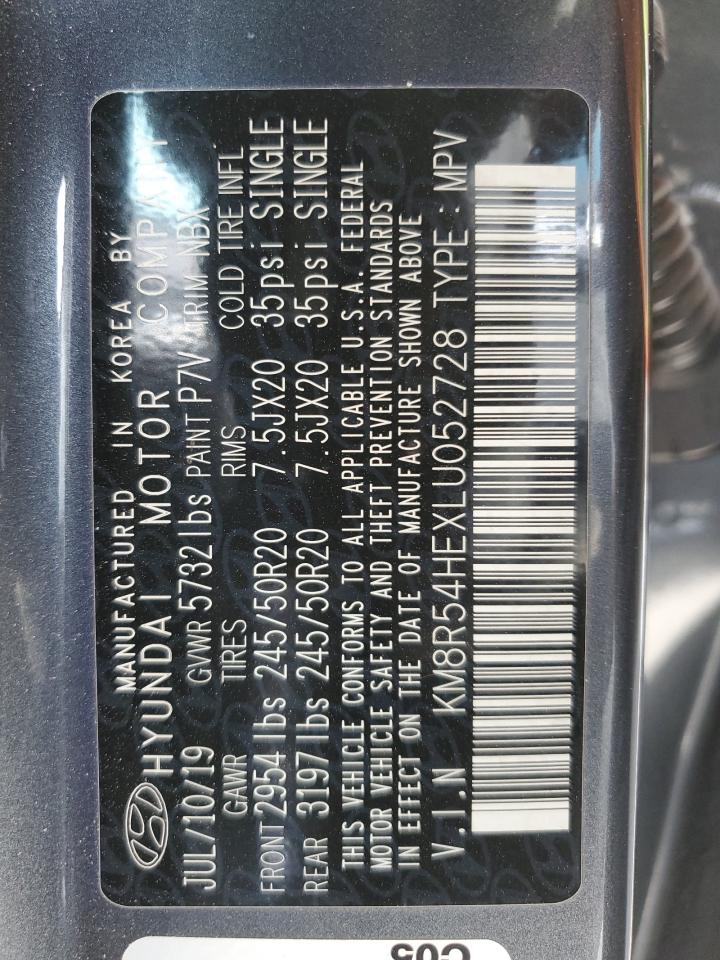 MANUFACTURED IN KOREA BY
HYUNDAI MOTOR COMPANY
JUL/10/19 GVWR 5732lbs PAINT P7V TRIM NBX
GAWR TIRES RIMS COLD TIRE INFL
FRONT 2954lbs 245/50R20 7.5JX20 35psi SINGLE
REAR 3197lbs 245/50R20 7.5JX20 35psi SINGLE
THIS VEHICLE CONFORMS TO ALL APPLICABLE U.S.A. FEDERAL
MOTOR VEHICLE SAFETY AND THEFT PREVENTION STANDARDS
IN EFFECT ON THE DATE OF MANUFACTURE SHOWN ABOVE
V.I.N KM8R54HEXLU052728 TYPE : MPV